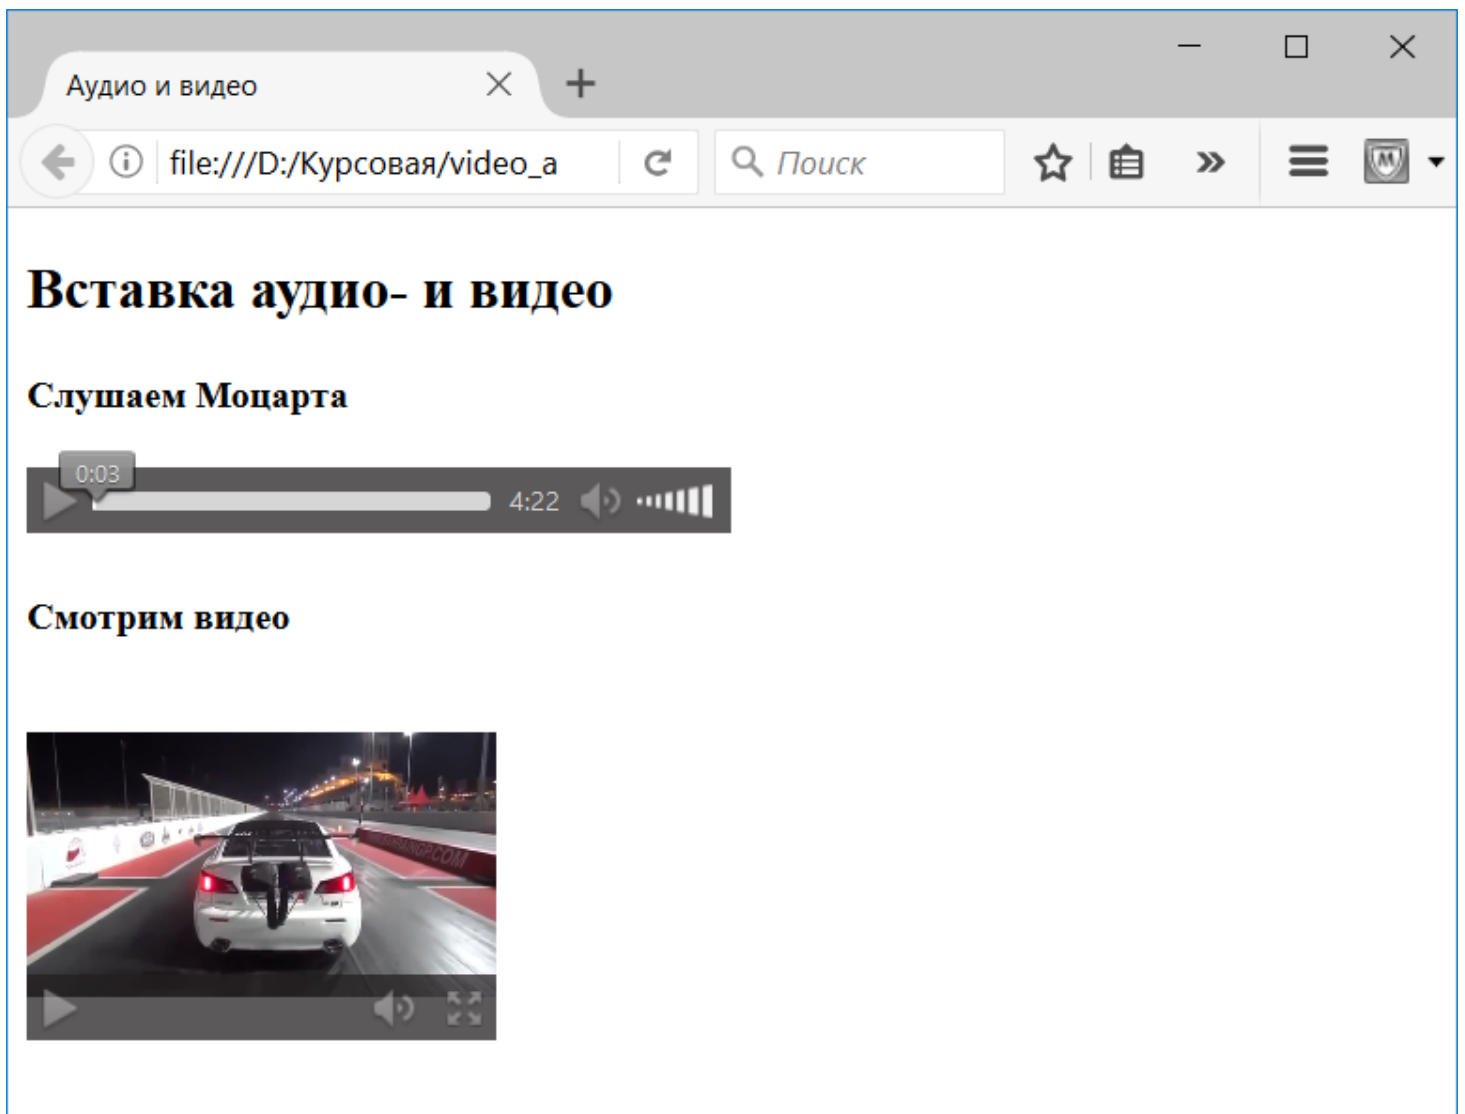 Аудио и видео
file:///D:/Курсовая/video_a
Поиск
Вставка аудио- и видео
Слушаем Моцарта
0:03
4:22
Смотрим видео